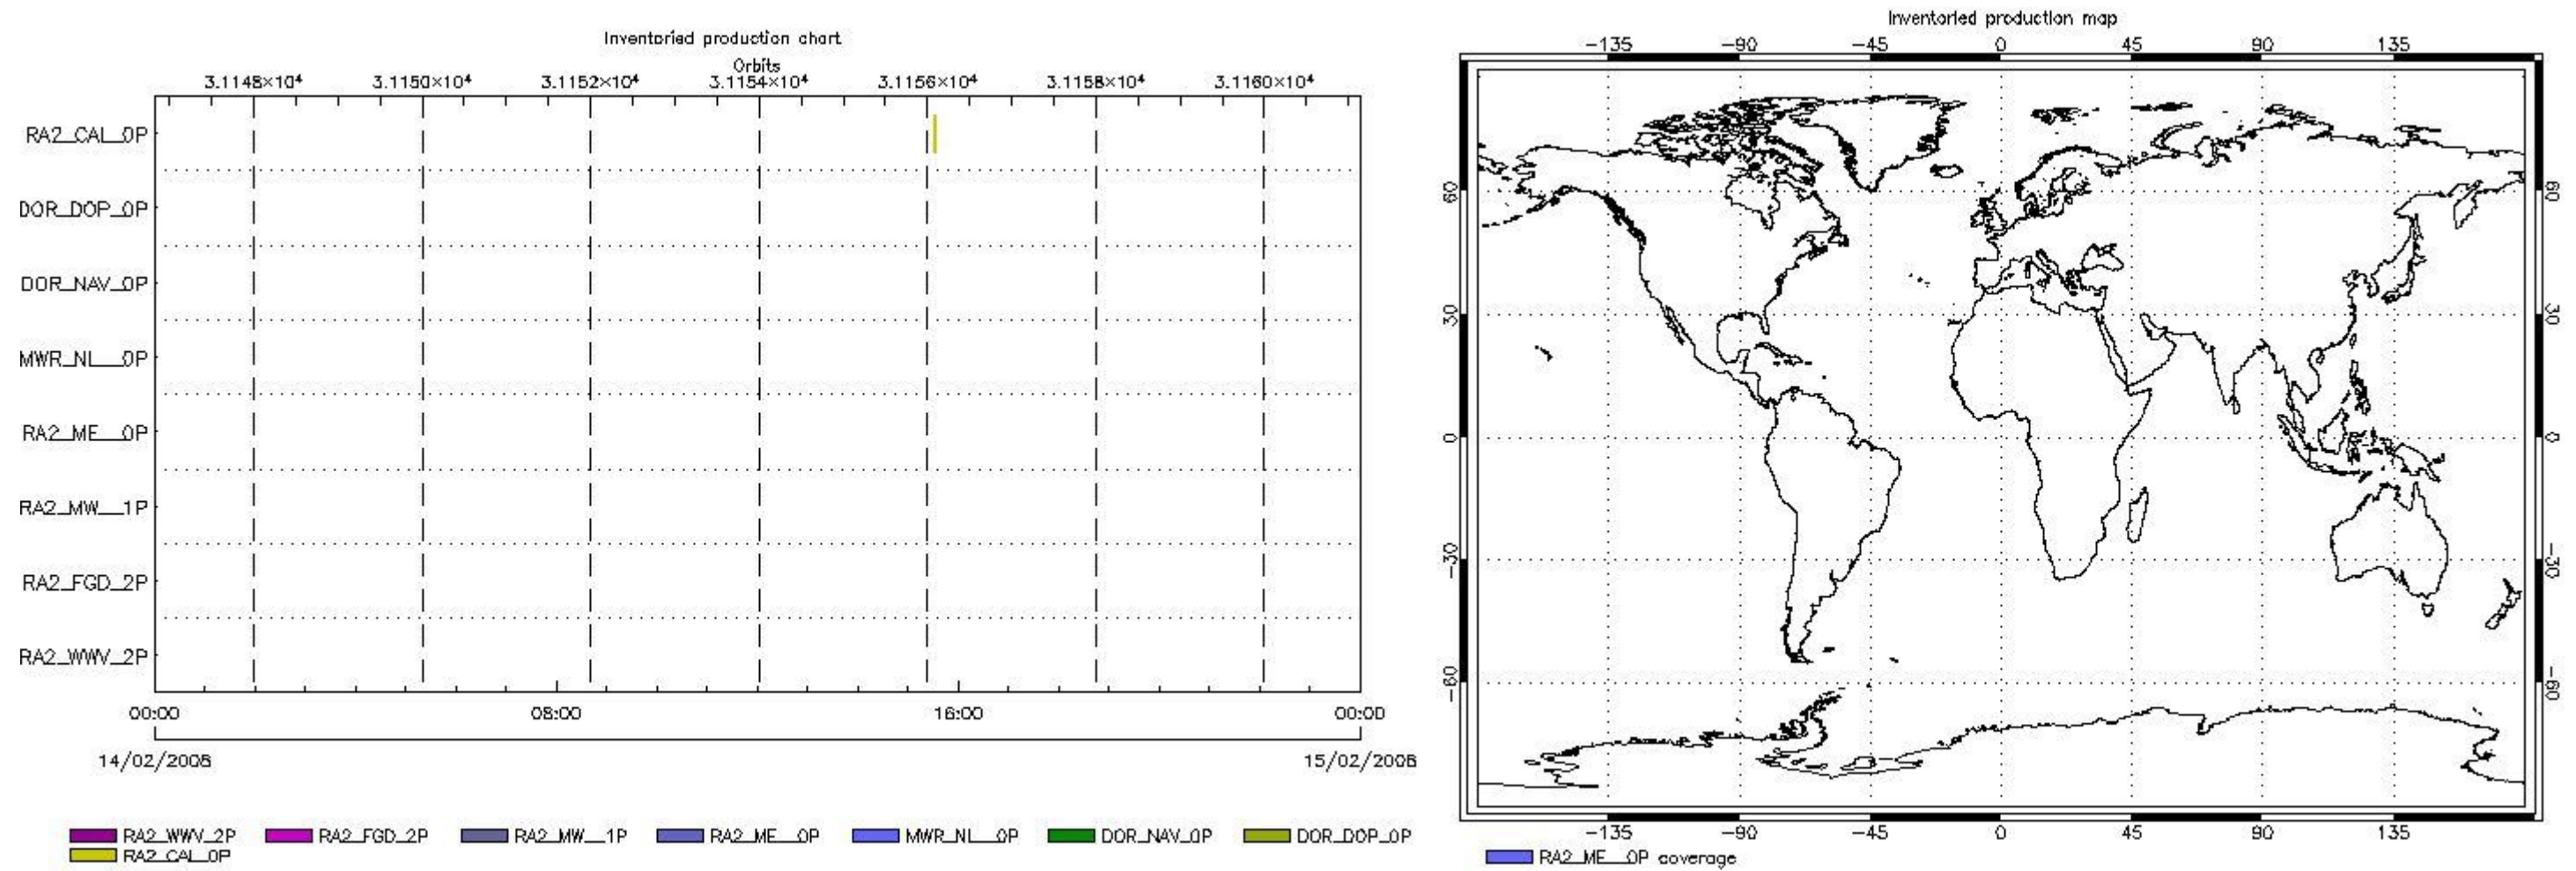 Inventoried production chart
Orbits
3.1148×10⁴ 3.1150×10⁴ 3.1152×10⁴ 3.1154×10⁴ 3.1156×10⁴ 3.1158×10⁴ 3.1160×10⁴
RA2_CAL_0P
DOR_DOP_0P
DOR_NAV_0P
MWR_NL__0P
RA2_ME__0P
RA2_MW__1P
RA2_FGD_2P
RA2_WWV_2P
00:00 08:00 16:00 00:00
14/02/2008 15/02/2008
RA2_WWV_2P RA2_FGD_2P RA2_MW__1P RA2_ME__0P MWR_NL__0P DOR_NAV_0P DOR_DOP_0P
RA2_CAL_0P
Inventoried production map
-135 -90 -45 0 45 90 135
60 60
30 30
0 0
-30 -30
-60 -60
-135 -90 -45 0 45 90 135
RA2_ME__0P coverage